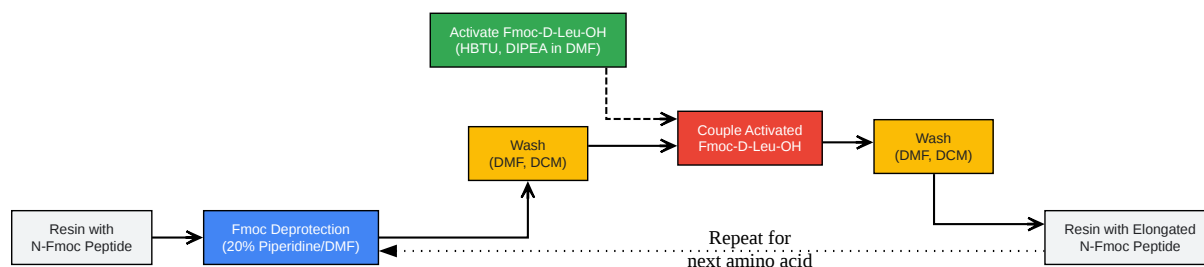 Activate Fmoc-D-Leu-OH
(HBTU, DIPEA in DMF)
Wash
(DMF, DCM)
Couple Activated
Fmoc-D-Leu-OH
Wash
(DMF, DCM)
Resin with
N-Fmoc Peptide
Fmoc Deprotection
(20% Piperidine/DMF)
Repeat for
next amino acid
Resin with Elongated
N-Fmoc Peptide